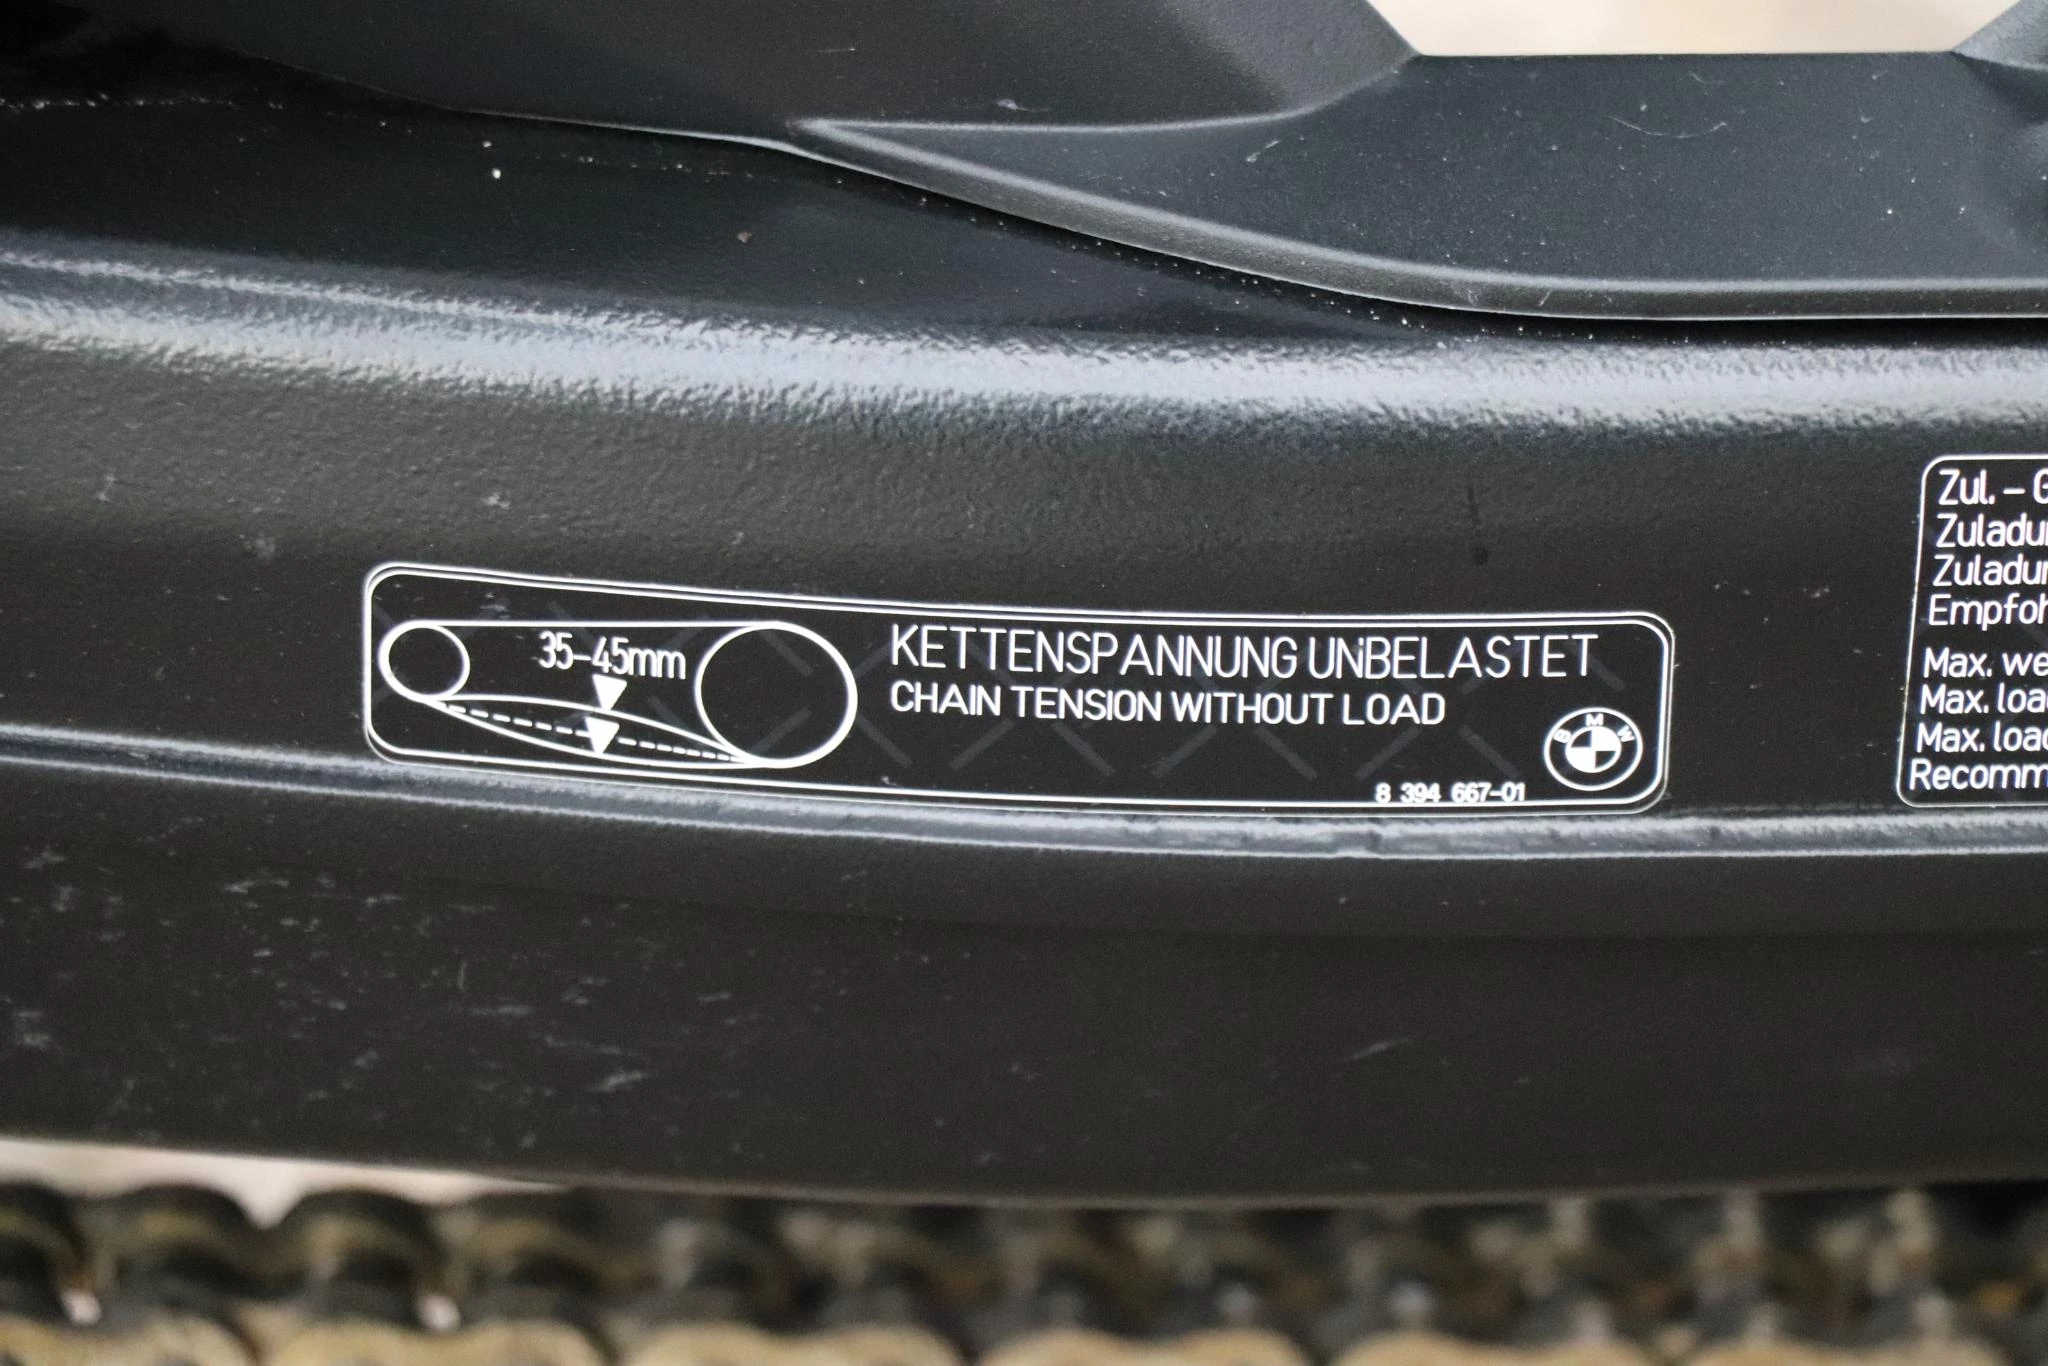 35-45mm
KETTENSPANNUNG UNBELASTET
CHAIN TENSION WITHOUT LOAD
BMW
8 394 667-01
Zul. -
Max.
Max.
Max.